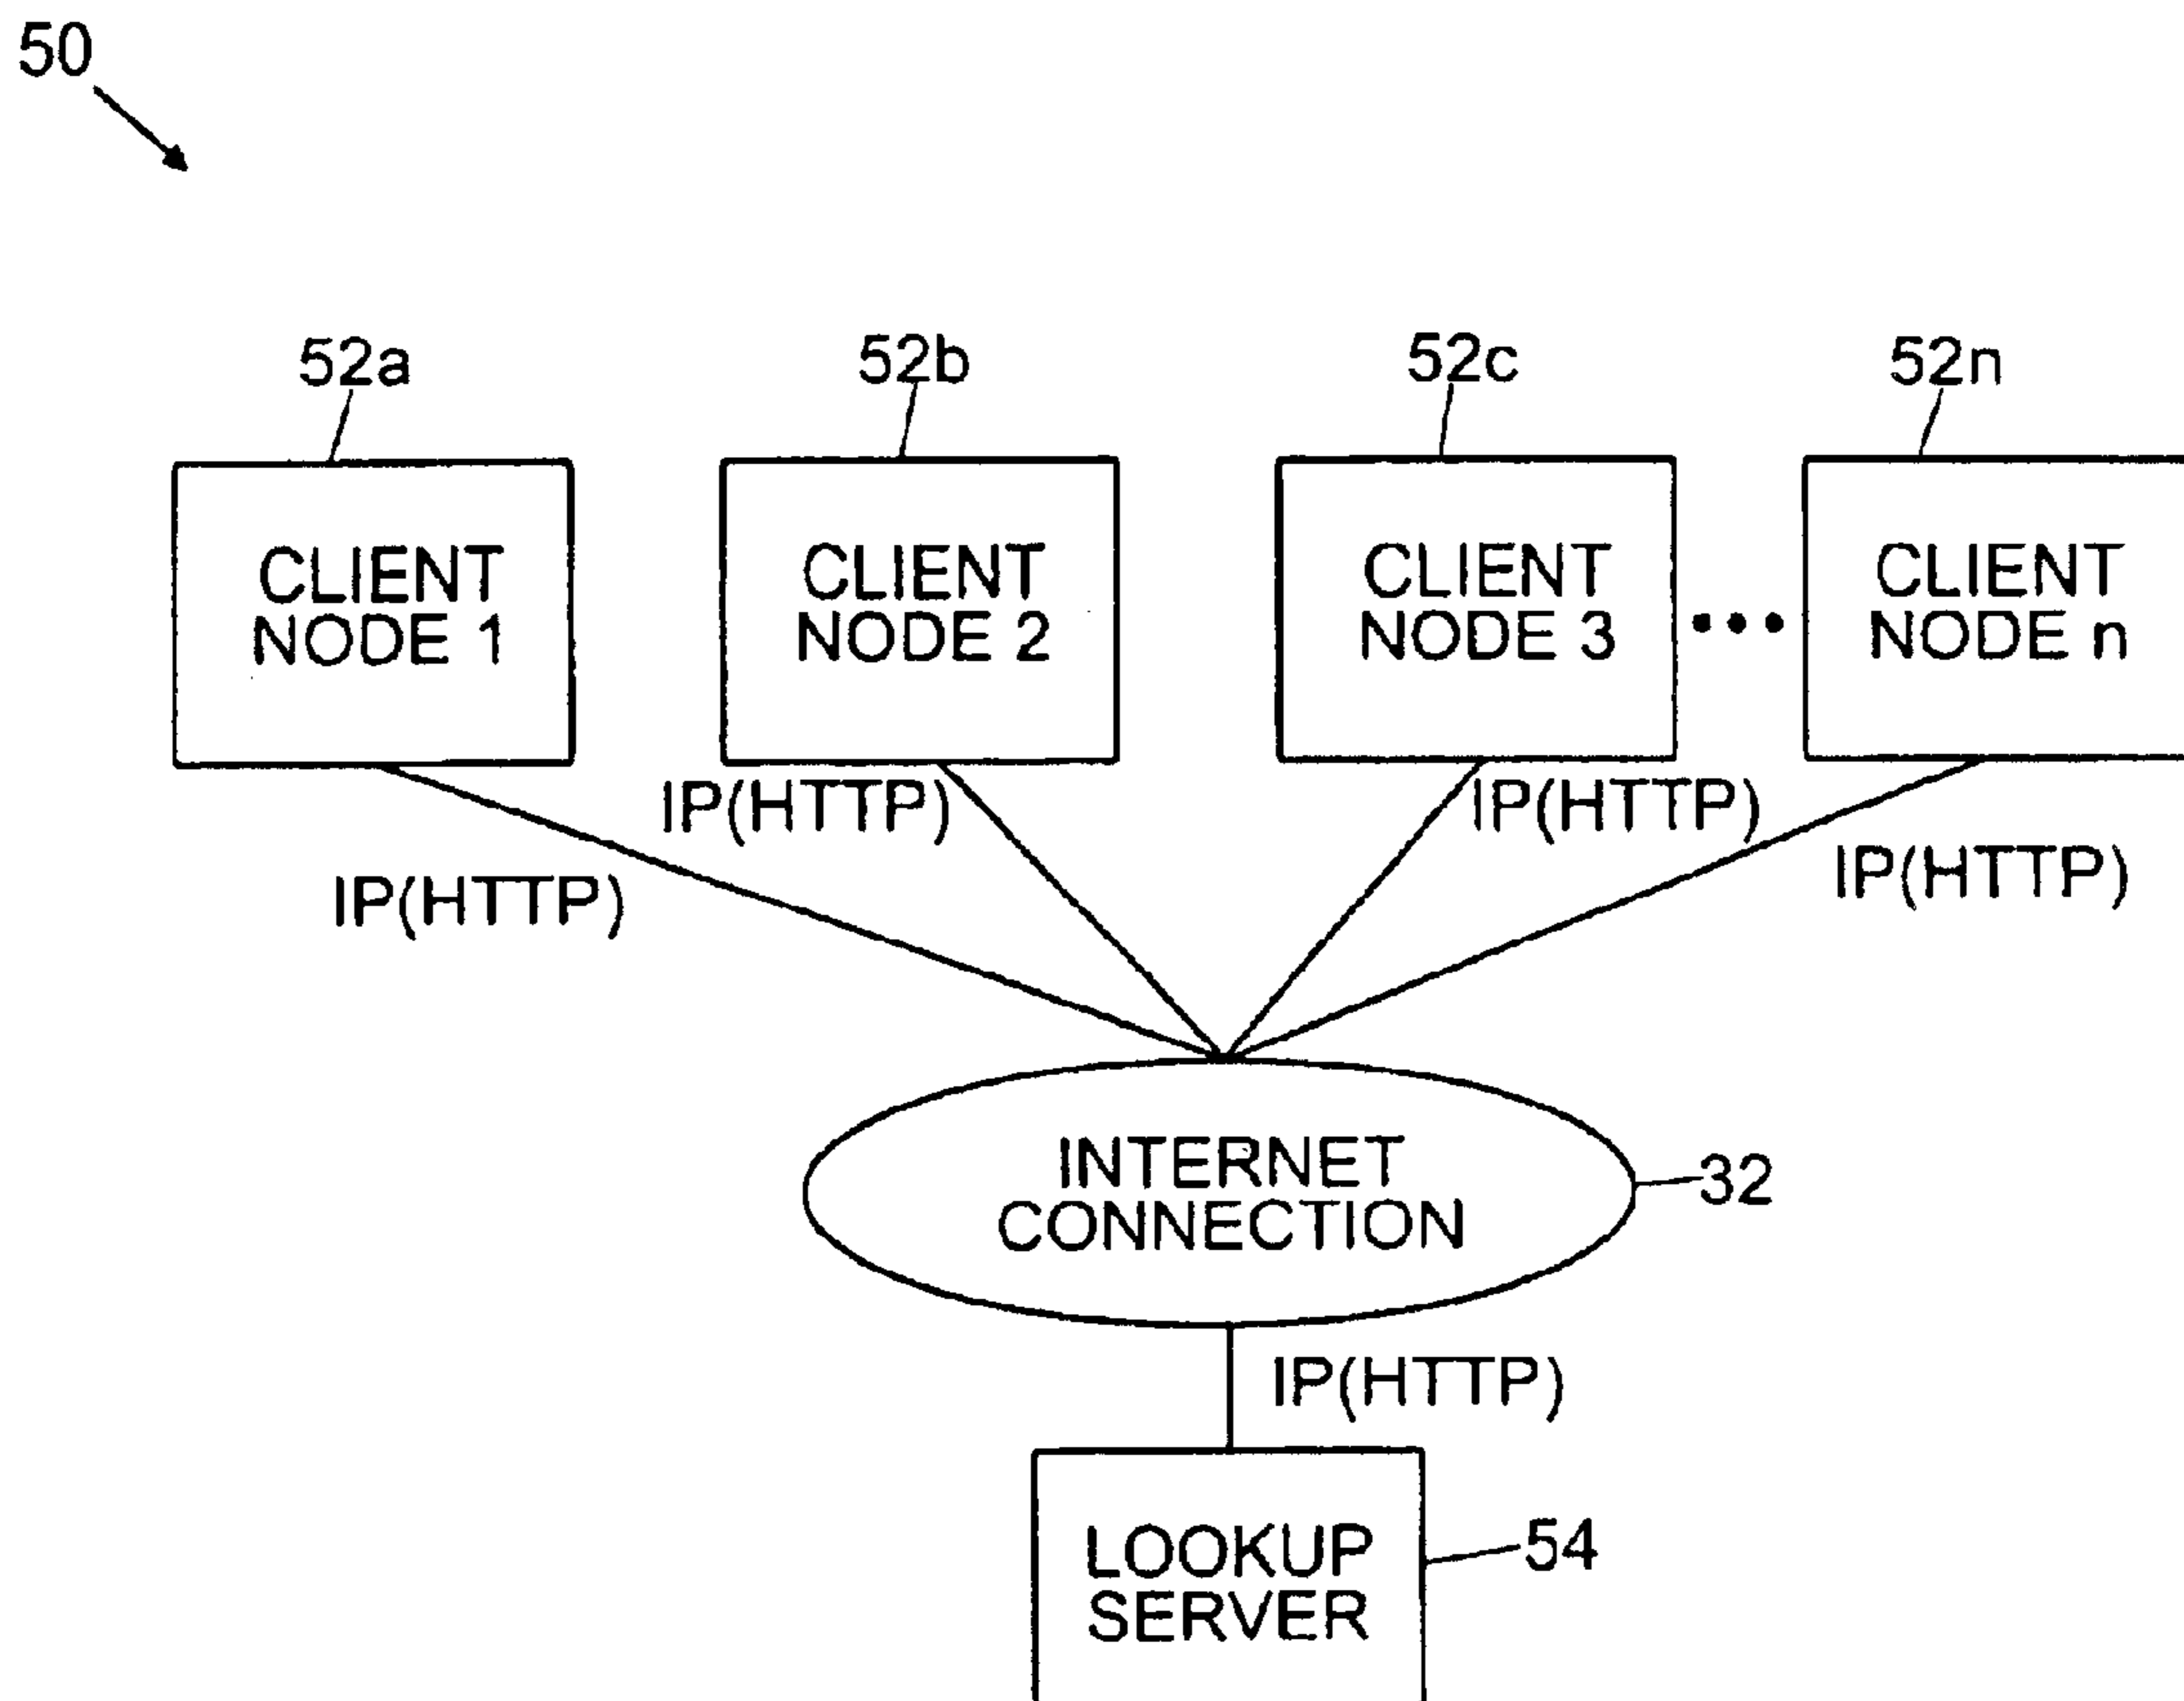 50
52a
52b
52c
52n
CLIENT
NODE 1
CLIENT
NODE 2
CLIENT
NODE 3
CLIENT
NODE n
IP(HTTP)
IP(HTTP)
IP(HTTP)
IP(HTTP)
INTERNET
CONNECTION
32
IP(HTTP)
LOOKUP
SERVER
54